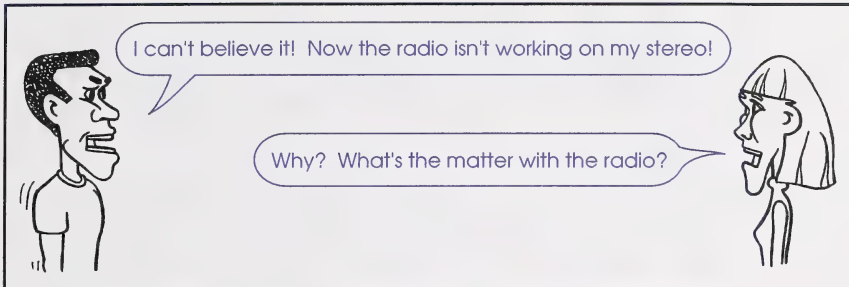 I can't believe it! Now the radio isn't working on my stereo!
Why? What's the matter with the radio?